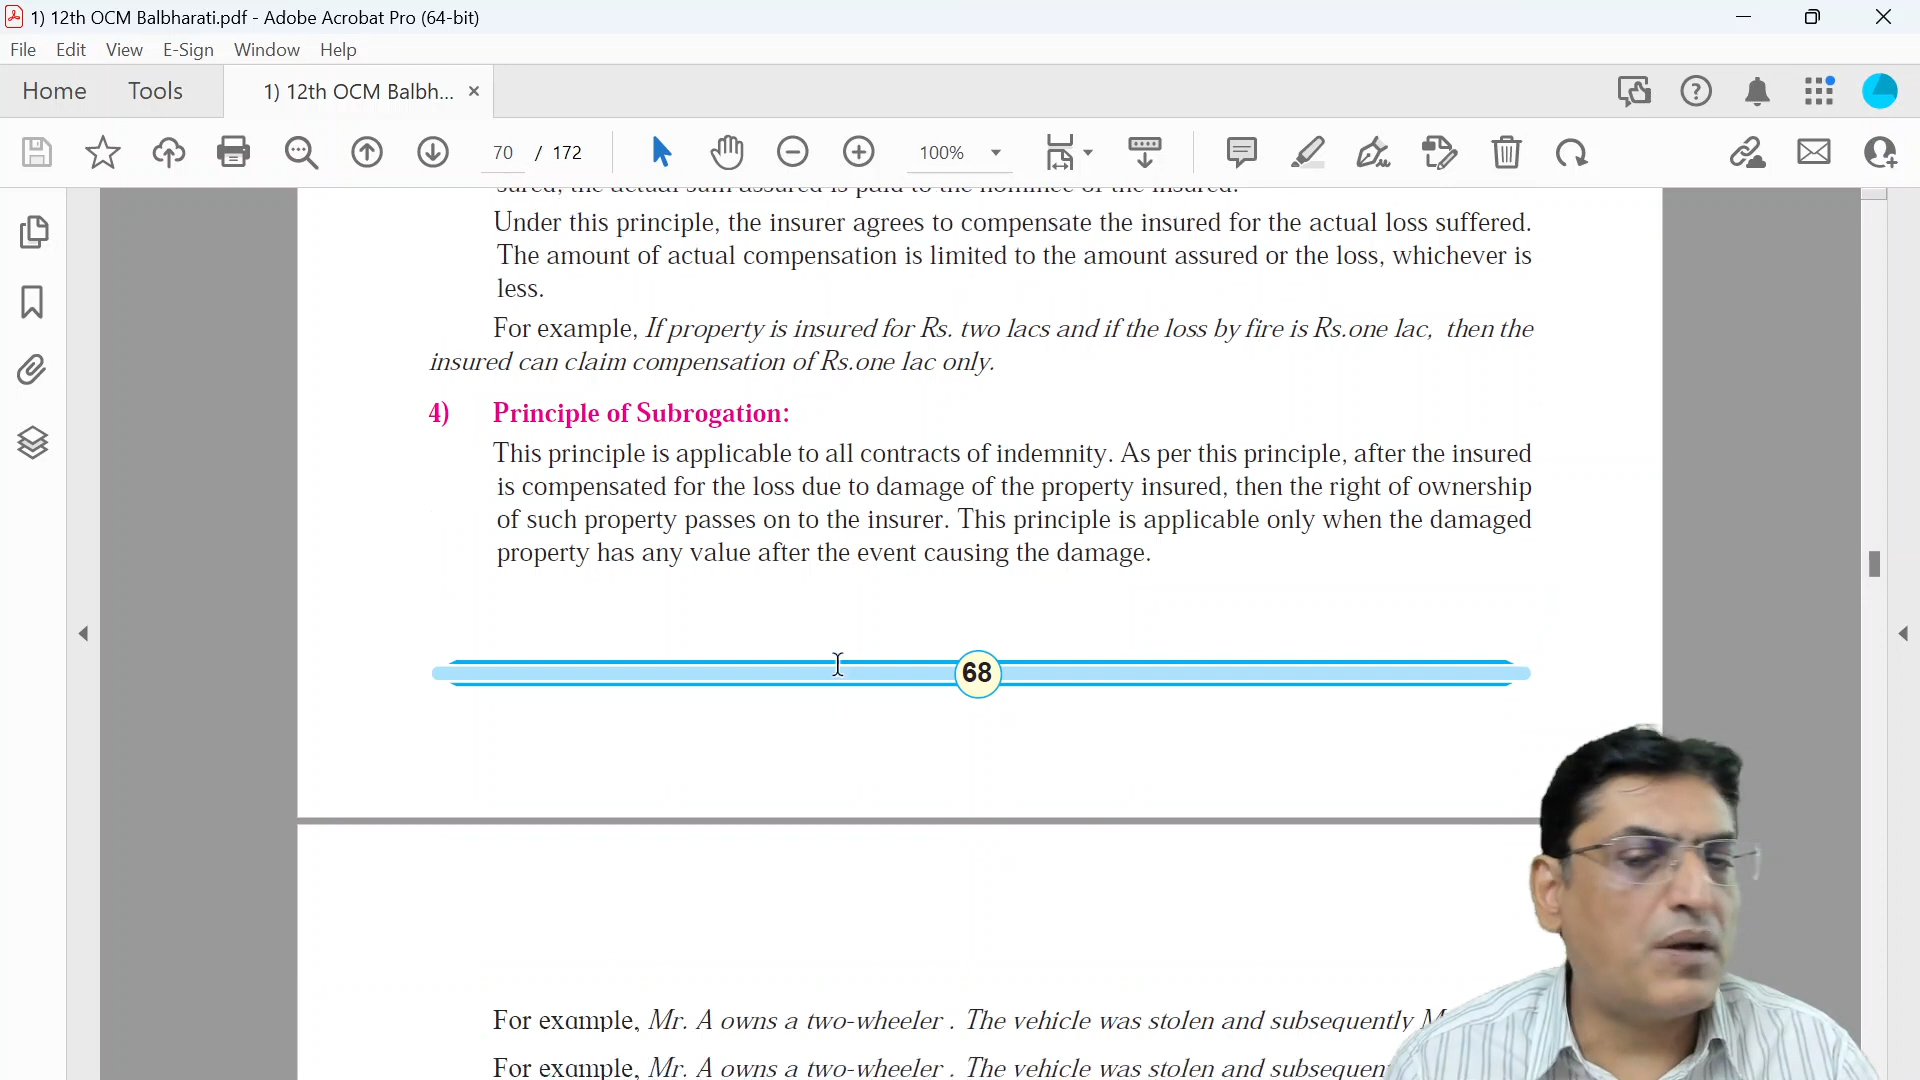 1) 12th OCM Balbharati.pdf - Adobe Acrobat Pro (64-bit)
File Edit View E-Sign Window Help
Home Tools 1) 12th OCM Balbh... ×
70 / 172 100%
sured, the actual sum assured is paid to the nominee of the insured.
Under this principle, the insurer agrees to compensate the insured for the actual loss suffered.
The amount of actual compensation is limited to the amount assured or the loss, whichever is
less.
For example, If property is insured for Rs. two lacs and if the loss by fire is Rs.one lac, then the
insured can claim compensation of Rs.one lac only.
4) Principle of Subrogation:
This principle is applicable to all contracts of indemnity. As per this principle, after the insured
is compensated for the loss due to damage of the property insured, then the right of ownership
of such property passes on to the insurer. This principle is applicable only when the damaged
property has any value after the event causing the damage.
68
For example, Mr. A owns a two-wheeler . The vehicle was stolen and subsequently
For example, Mr. A owns a two-wheeler . The vehicle was stolen and